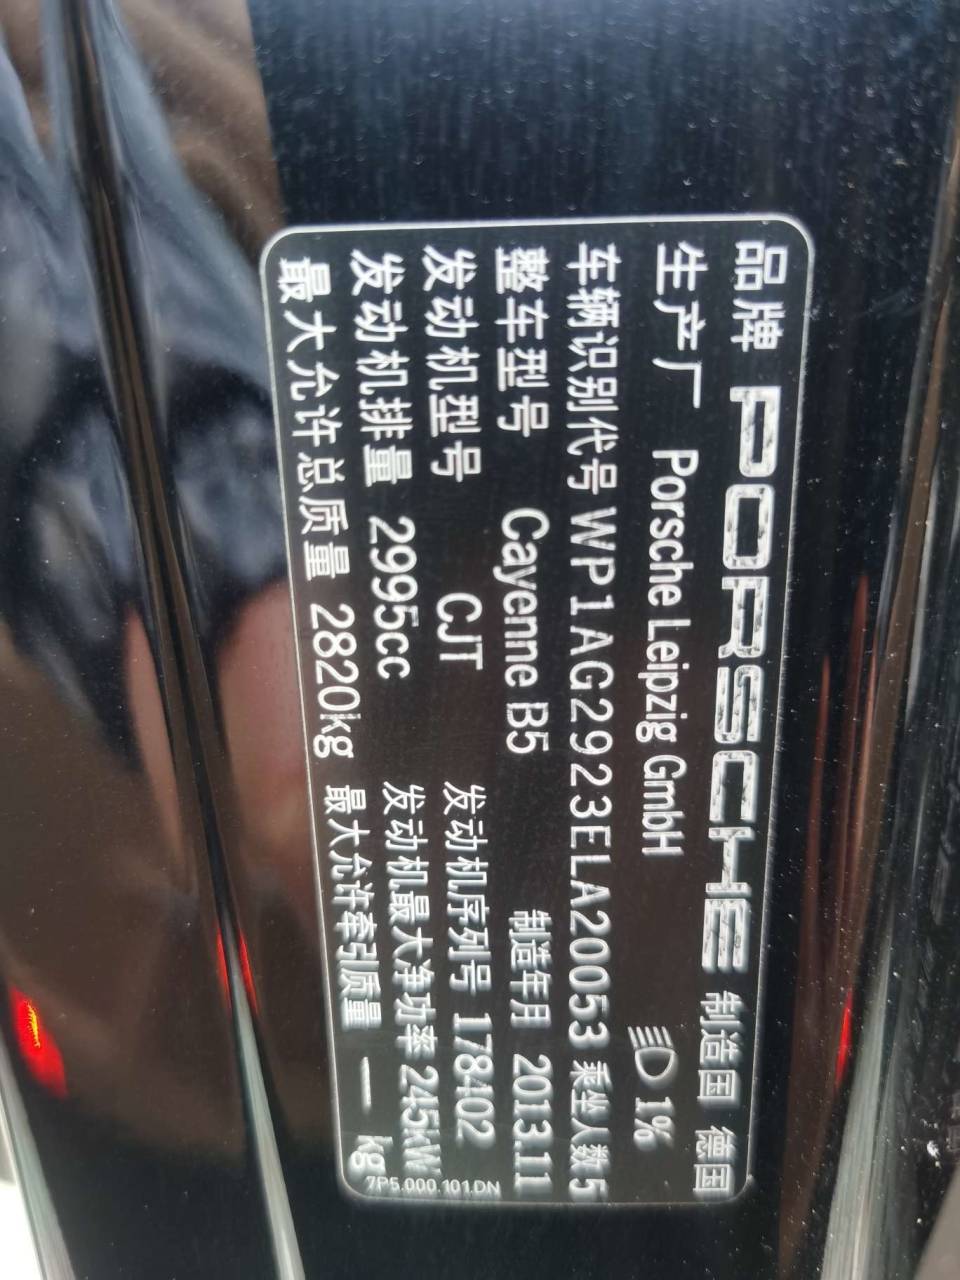 品牌 PORSCHE 制造国 德国
生产厂 Porsche Leipzig GmbH 1%
车辆识别代号 WP1AG2923ELA20053 乘坐人数 5
整车型号 Cayenne B5 制造年月 2013.11
发动机型号 CJT 发动机序列号 178402
发动机排量 2995cc 发动机最大净功率 245kW
最大允许总质量 2820kg 最大允许牵引质量 — kg
7P5.000.101.DN